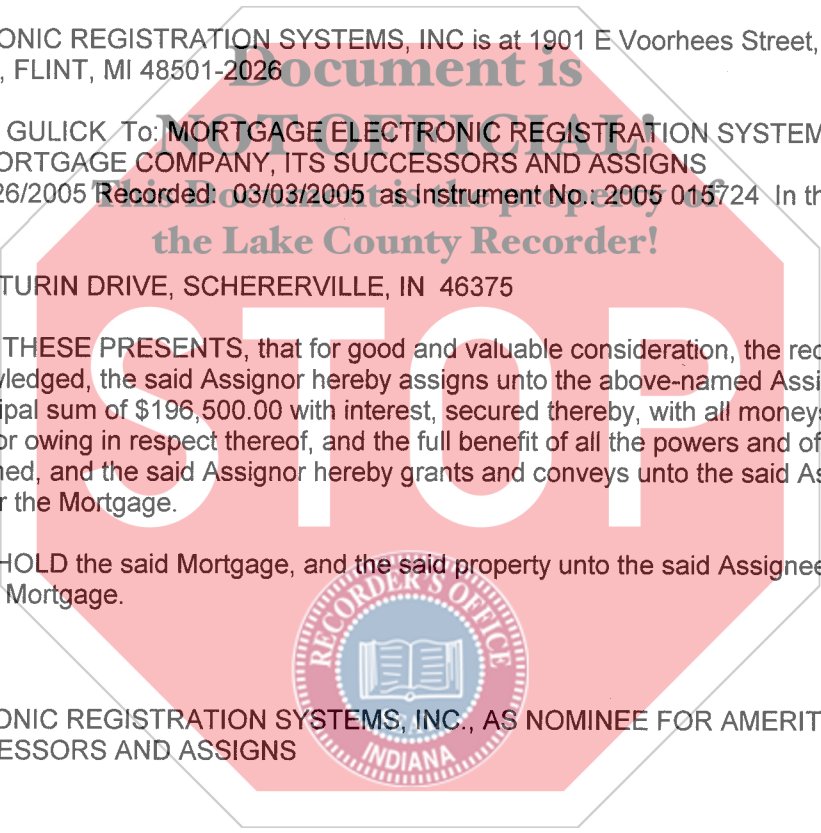 ONIC REGISTRATION SYSTEMS, INC is at 1901 E Voorhees Street,
, FLINT, MI 48501-2026
Document is
GULICK To: MORTGAGE ELECTRONIC REGISTRATION SYSTEM
NOT OFFICIAL!
ORTGAGE COMPANY, ITS SUCCESSORS AND ASSIGNS
26/2005 Recorded: 03/03/2005 as Instrument No.: 2005 015724 In th
This Document is the property of
the Lake County Recorder!
TURIN DRIVE, SCHERERVILLE, IN 46375
STOP
THESE PRESENTS, that for good and valuable consideration, the rec
ledged, the said Assignor hereby assigns unto the above-named Assi
ipal sum of $196,500.00 with interest, secured thereby, with all moneys
or owing in respect thereof, and the full benefit of all the powers and of
ned, and the said Assignor hereby grants and conveys unto the said As
r the Mortgage.
HOLD the said Mortgage, and the said property unto the said Assignee
Mortgage.
RECORDER'S OFFICE
INDIANA
ONIC REGISTRATION SYSTEMS, INC., AS NOMINEE FOR AMERIT
ESSORS AND ASSIGNS